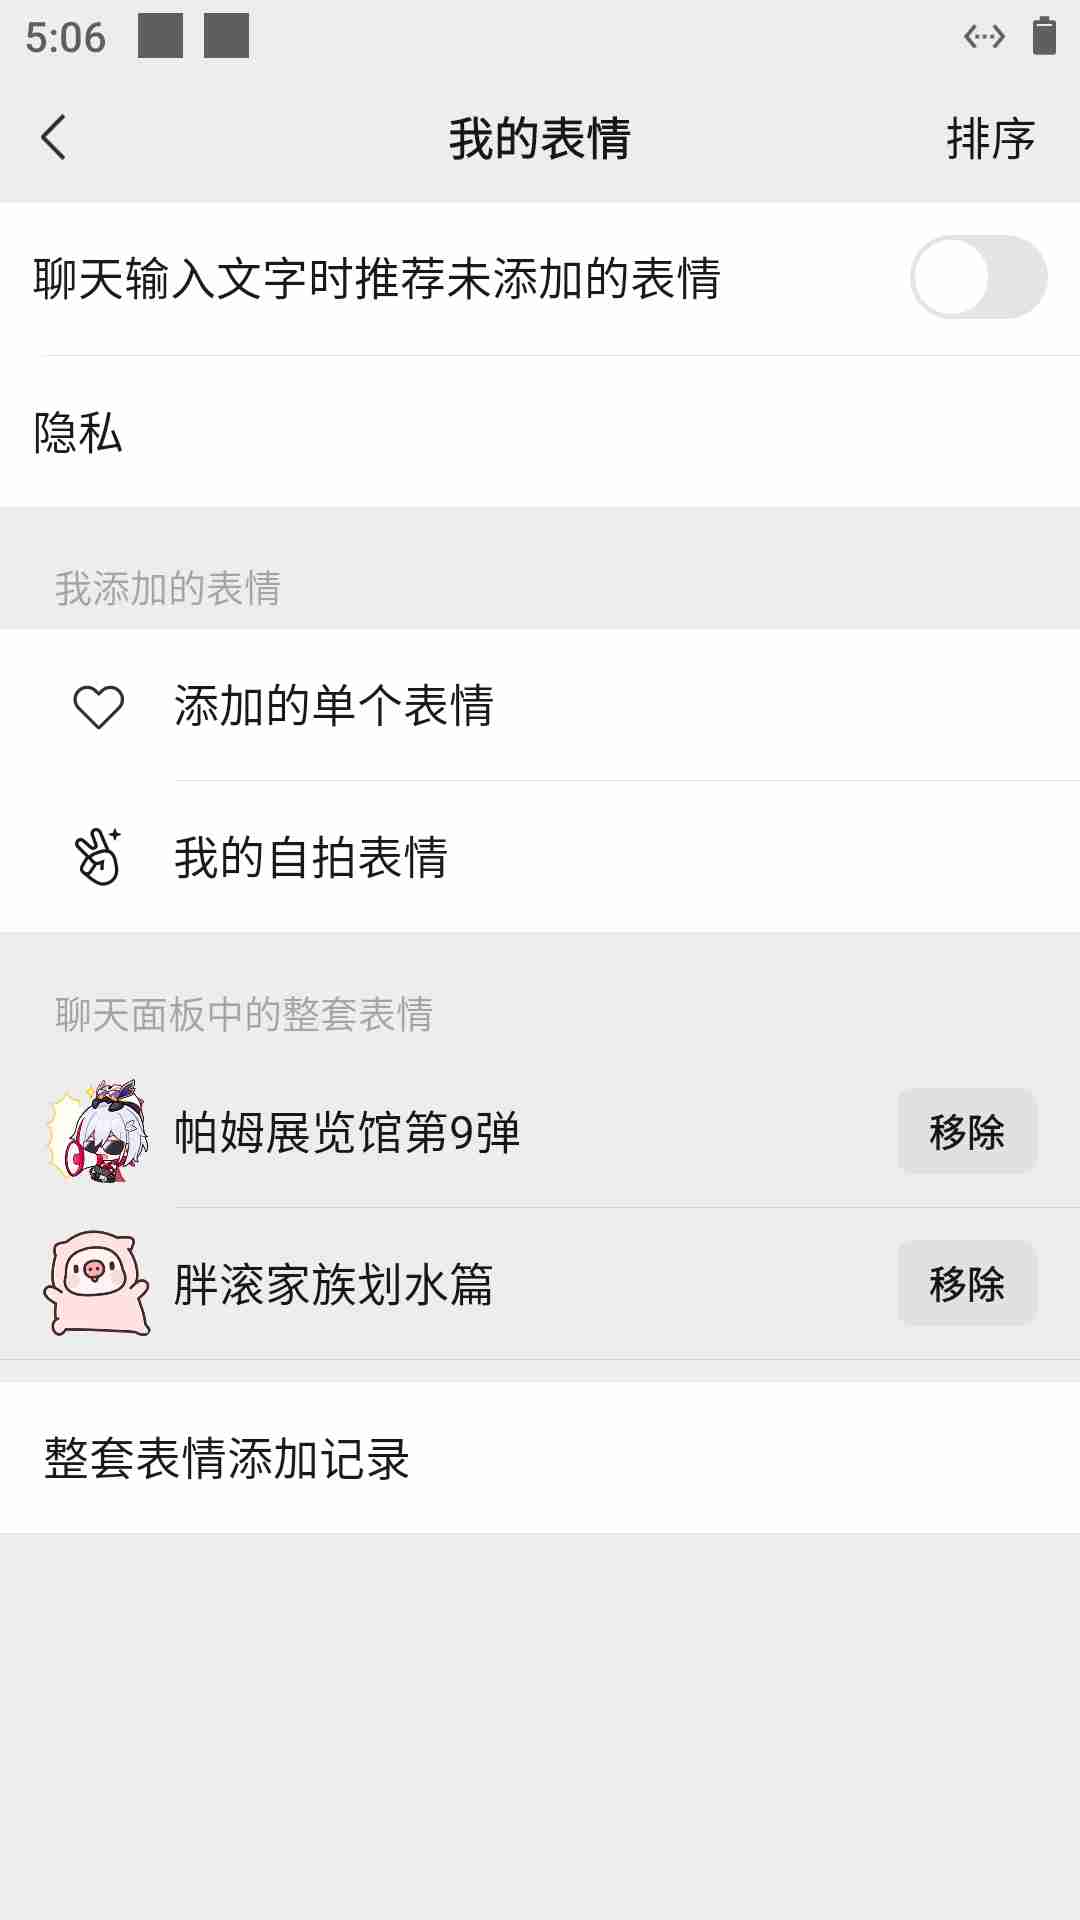 5:06
我的表情
排序
聊天输入文字时推荐未添加的表情
隐私
我添加的表情
添加的单个表情
我的自拍表情
聊天面板中的整套表情
帕姆展览馆第9弹
移除
胖滚家族划水篇
移除
整套表情添加记录